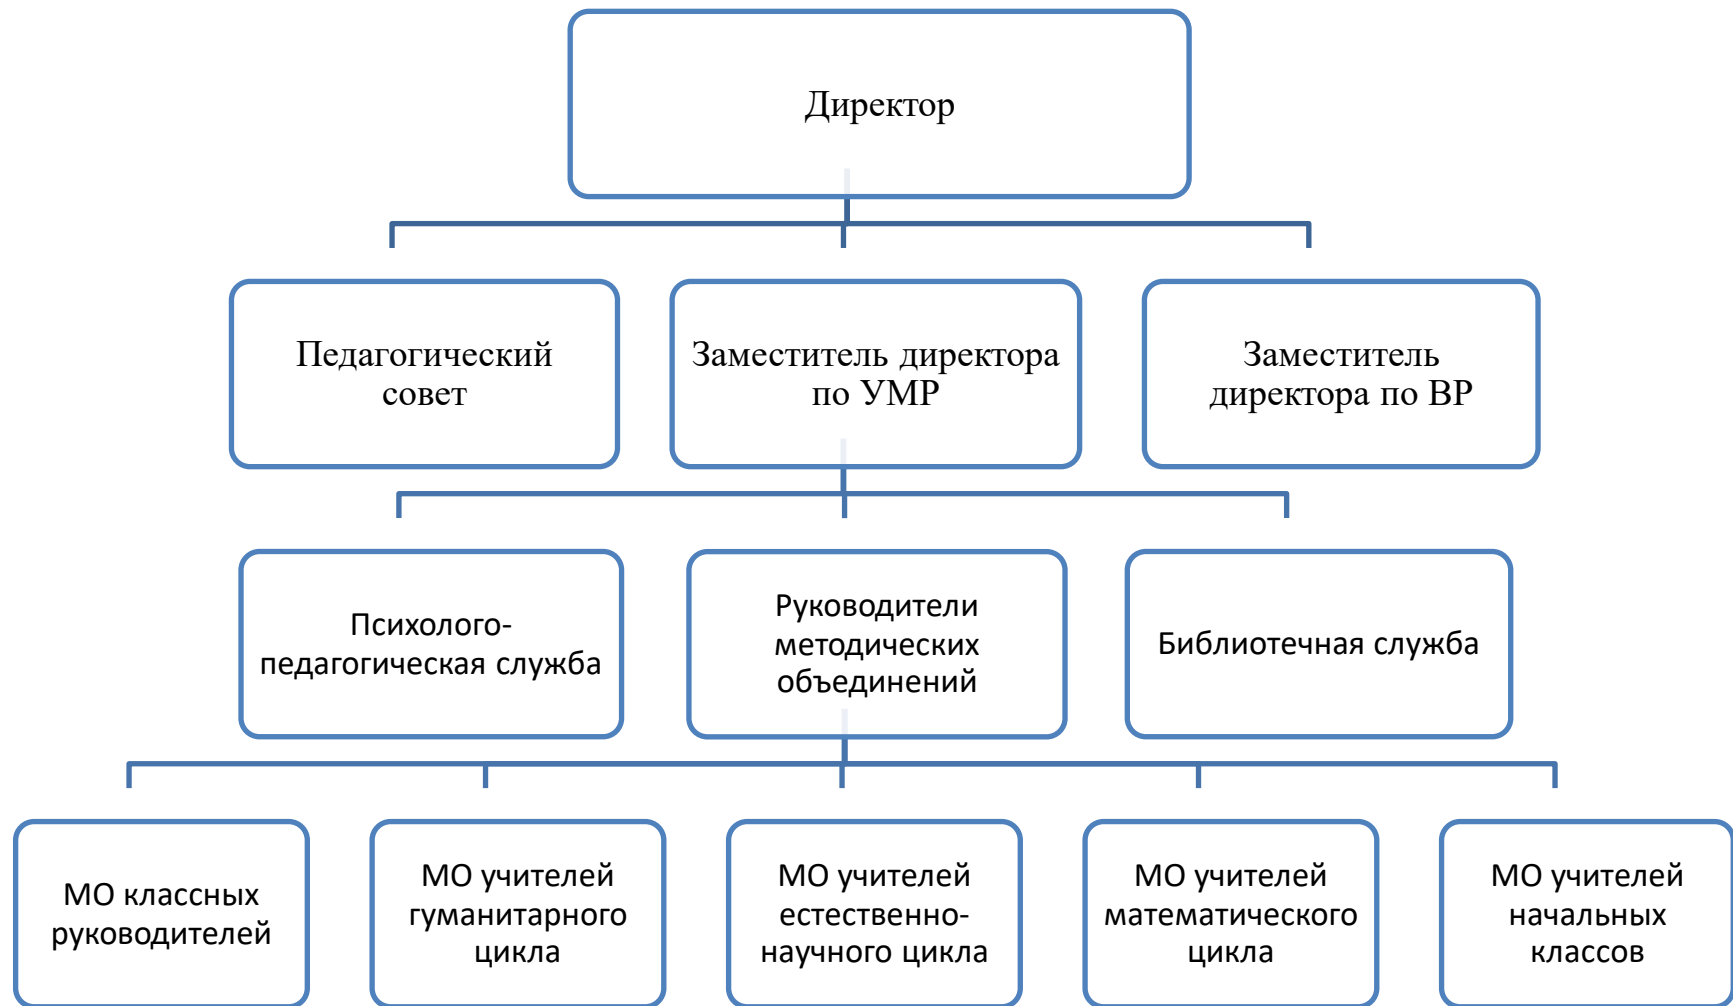 Директор
Педагогический
совет
Заместитель директора
по УМР
Заместитель
директора по ВР
Психолого-
педагогическая служба
Руководители
методических
объединений
Библиотечная служба
МО классных
руководителей
МО учителей
гуманитарного
цикла
МО учителей
естественно-
научного цикла
МО учителей
математического
цикла
МО учителей
начальных
классов